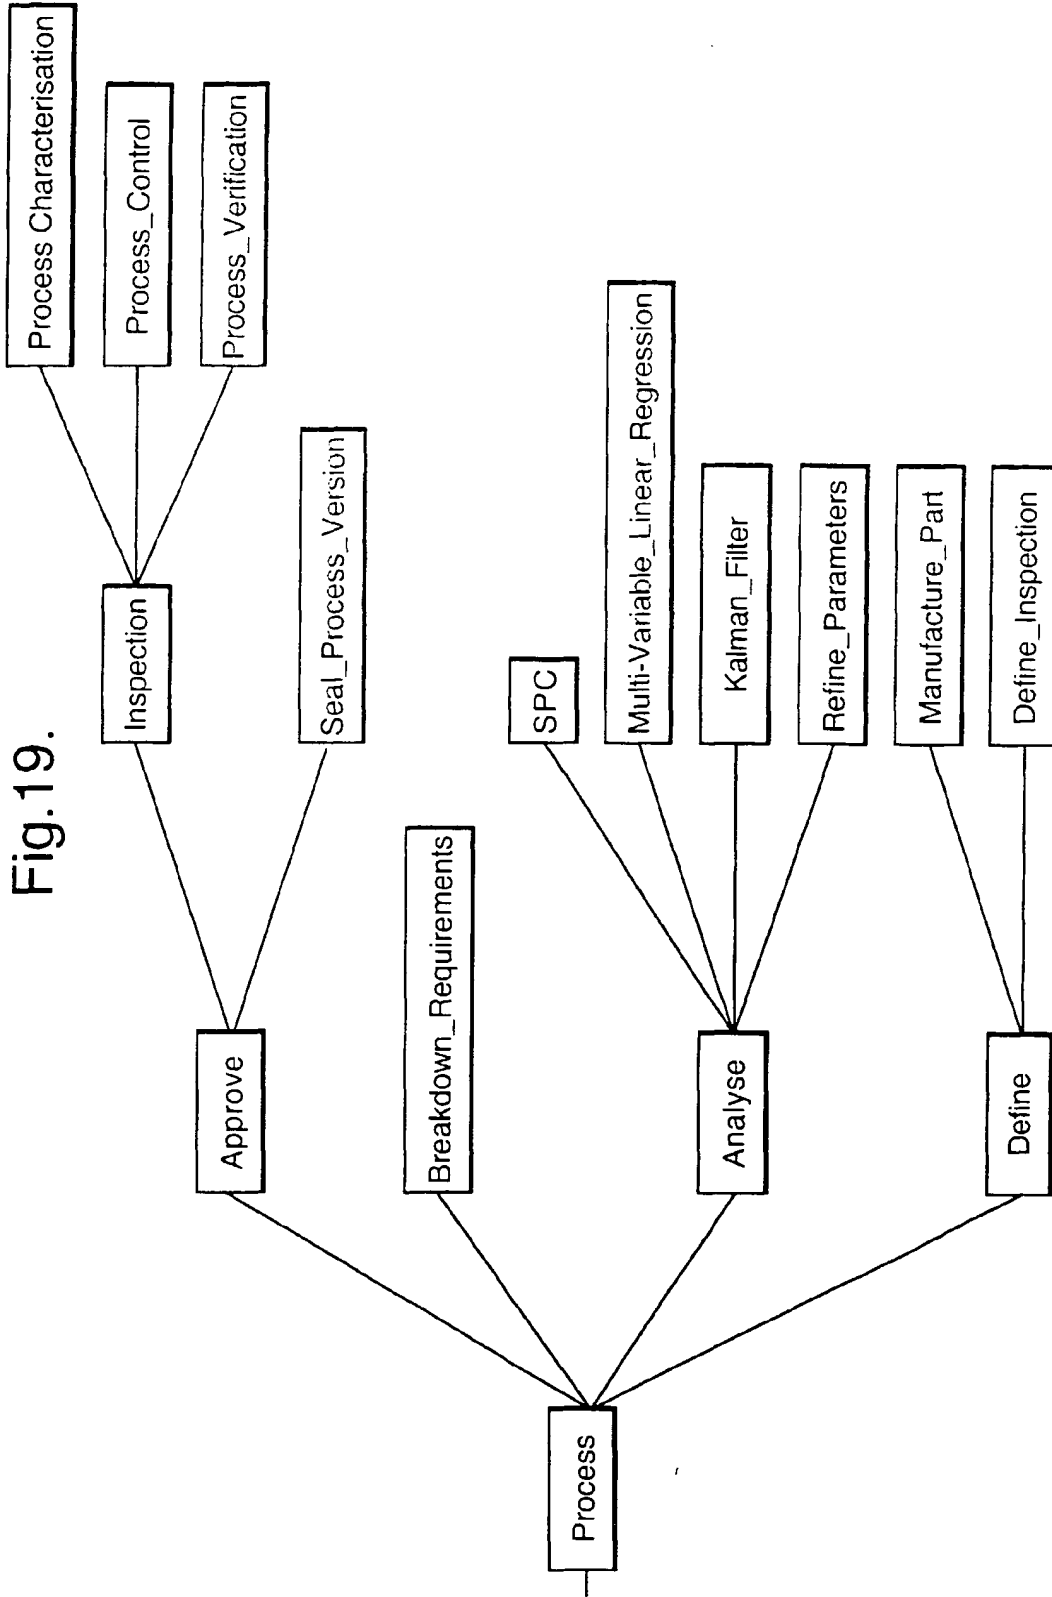 Fig.19.
Process
Approve
Breakdown_Requirements
Analyse
Define
Inspection
Seal_Process_Version
SPC
Multi-Variable_Linear_Regression
Kalman_Filter
Refine_Parameters
Manufacture_Part
Define_Inspection
Process Characterisation
Process_Control
Process_Verification